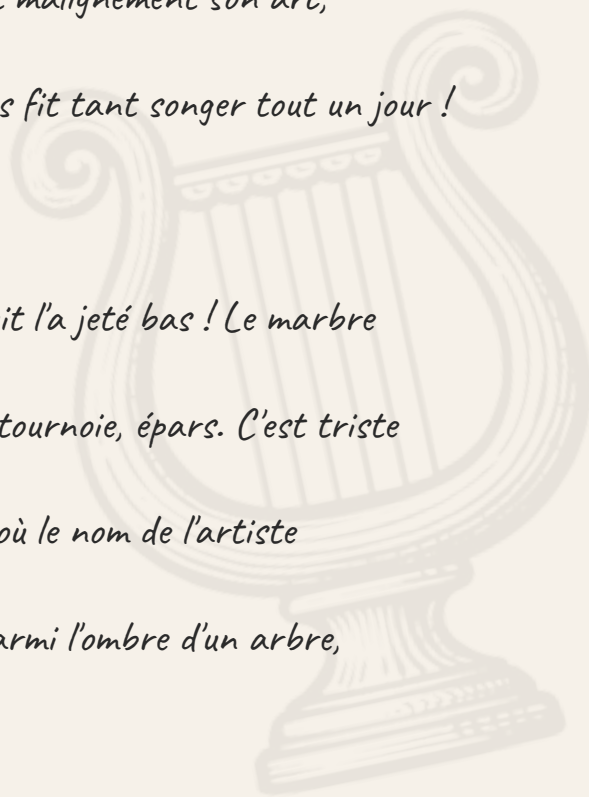 malignement son art,
s fit tant songer tout un jour !
it l'a jeté bas ! Le marbre
tournoie, épars. C'est triste
où le nom de l'artiste
armi l'ombre d'un arbre,